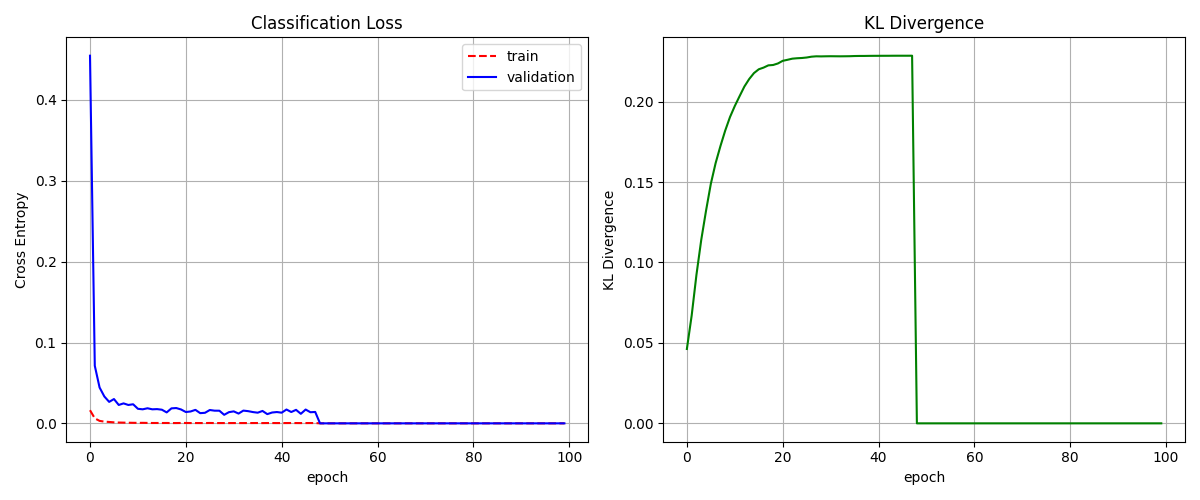 Classification Loss
Cross Entropy
0.4
0.3
0.2
0.1
0.0
0 20 40 60 80 100
epoch
train
validation
KL Divergence
KL Divergence
0.20
0.15
0.10
0.05
0.00
0 20 40 60 80 100
epoch